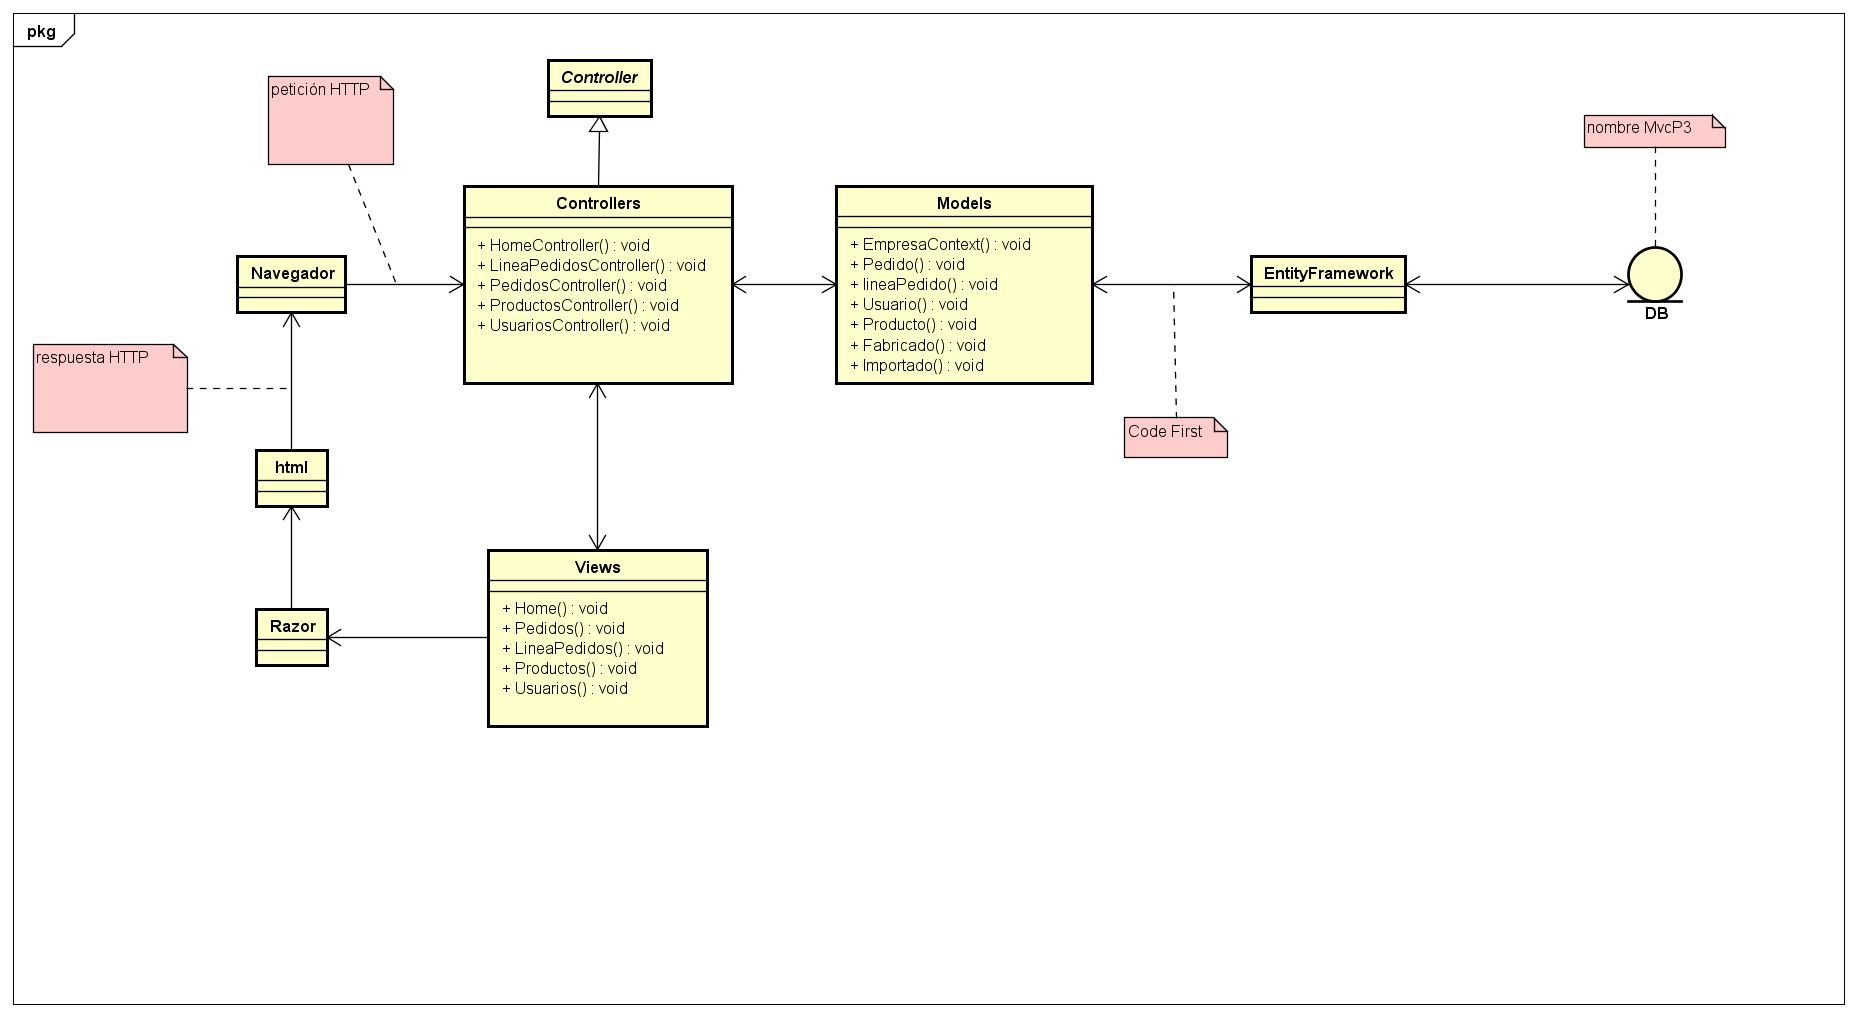 pkg
Controller
petición HTTP
nombre MvcP3
Controllers
+ HomeController() : void
+ LineaPedidosController() : void
+ PedidosController() : void
+ ProductosController() : void
+ UsuariosController() : void
Models
+ EmpresaContext() : void
+ Pedido() : void
+ lineaPedido() : void
+ Usuario() : void
+ Producto() : void
+ Fabricado() : void
+ Importado() : void
Navegador
EntityFramework
DB
respuesta HTTP
Code First
html
Views
+ Home() : void
+ Pedidos() : void
+ LineaPedidos() : void
+ Productos() : void
+ Usuarios() : void
Razor